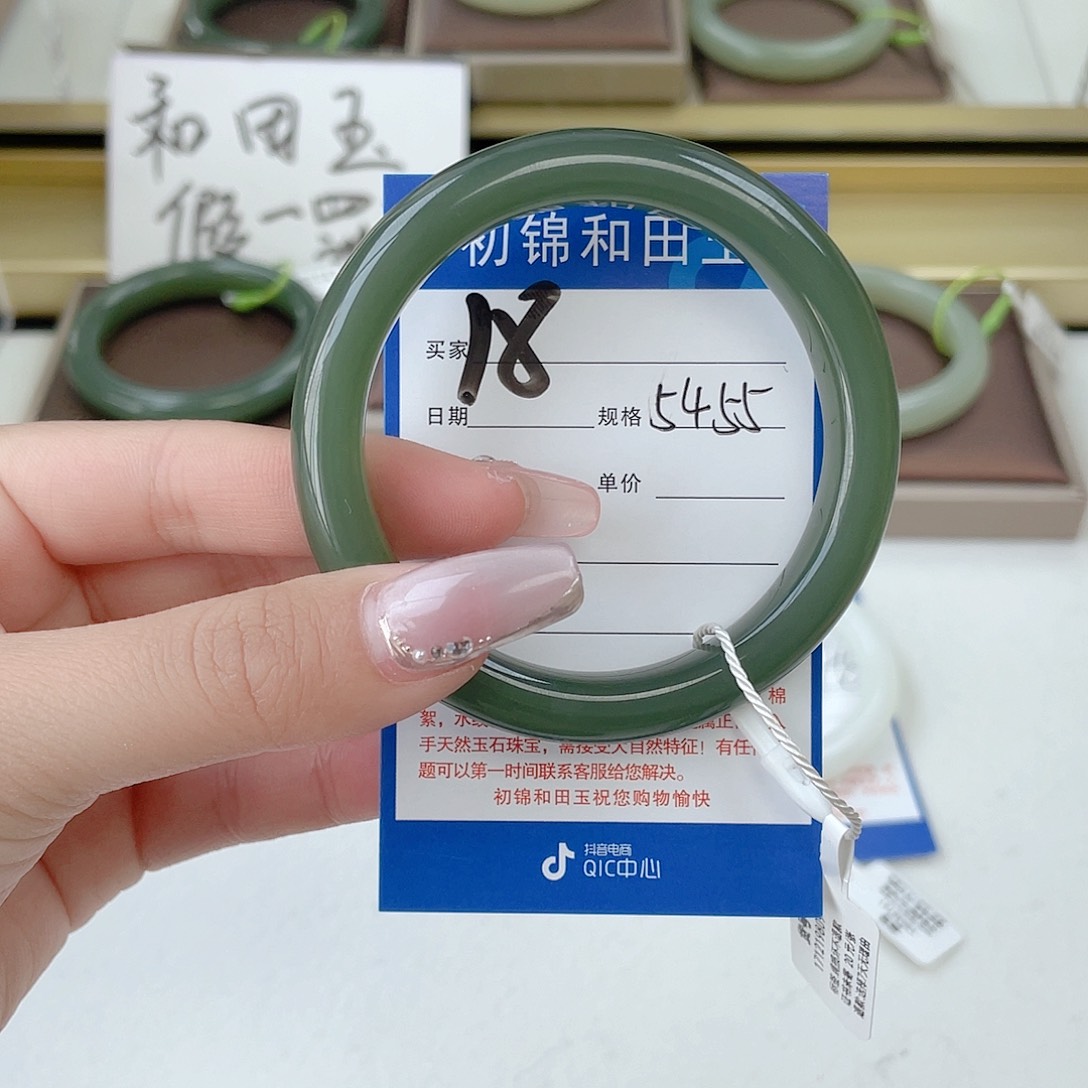 和田玉
假一四
初锦和田玉
18
买家
日期 规格 5455
单价
棉
絮，水
手天然玉石珠宝，需接受大自然特征！有任
题可以第一时间联系客服给您解决。
初锦和田玉祝您购物愉快
抖音电商
QIC中心